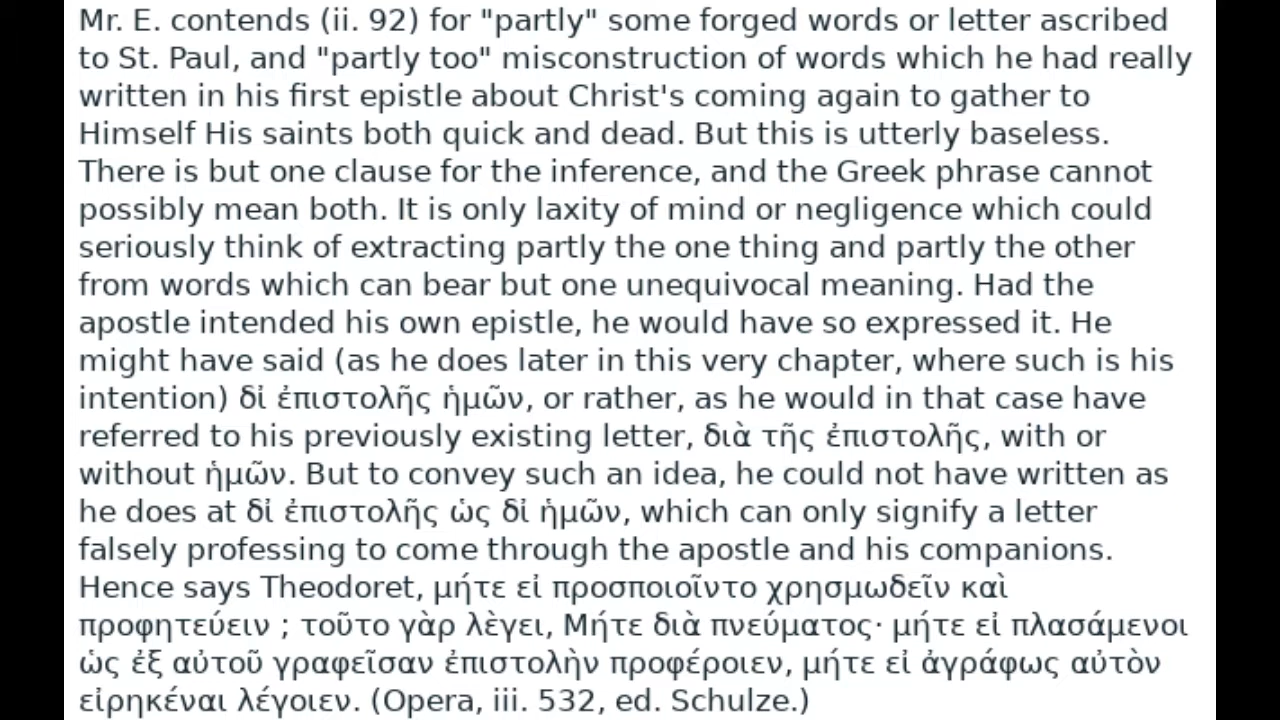 Mr. E. contends (ii. 92) for "partly" some forged words or letter ascribed
to St. Paul, and "partly too" misconstruction of words which he had really
written in his first epistle about Christ's coming again to gather to
Himself His saints both quick and dead. But this is utterly baseless.
There is but one clause for the inference, and the Greek phrase cannot
possibly mean both. It is only laxity of mind or negligence which could
seriously think of extracting partly the one thing and partly the other
from words which can bear but one unequivocal meaning. Had the
apostle intended his own epistle, he would have so expressed it. He
might have said (as he does later in this very chapter, where such is his
intention) δἰ ἐπιστολῆς ἡμῶν, or rather, as he would in that case have
referred to his previously existing letter, διὰ τῆς ἐπιστολῆς, with or
without ἡμῶν. But to convey such an idea, he could not have written as
he does at δἰ ἐπιστολῆς ὡς δἰ ἡμῶν, which can only signify a letter
falsely professing to come through the apostle and his companions.
Hence says Theodoret, μήτε εἰ προσποιοῖντο χρησμωδεῖν καὶ
προφητεύειν ; τοῦτο γὰρ λὲγει, Μήτε διὰ πνεύματος· μήτε εἰ πλασάμενοι
ὡς ἐξ αὐτοῦ γραφεῖσαν ἐπιστολὴν προφέροιεν, μήτε εἰ ἀγράφως αὐτὸν
εἰρηκέναι λέγοιεν. (Opera, iii. 532, ed. Schulze.)